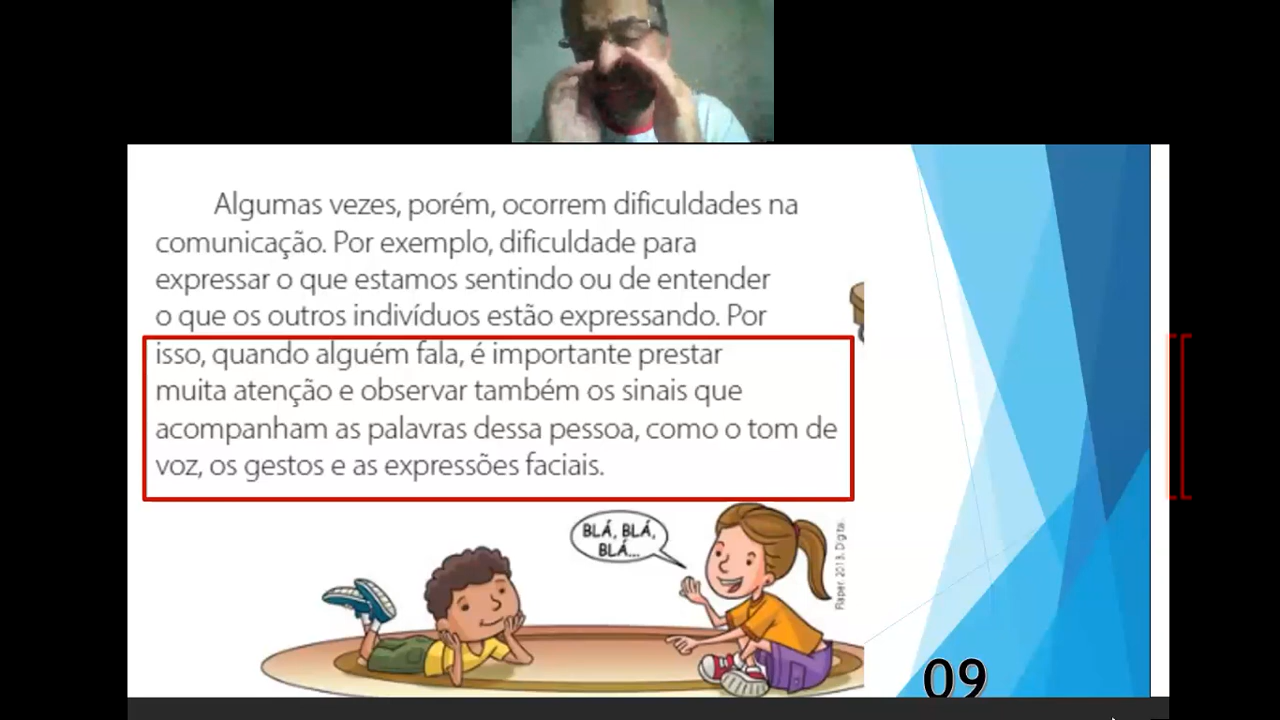 Algumas vezes, porém, ocorrem dificuldades na
comunicação. Por exemplo, dificuldade para
expressar o que estamos sentindo ou de entender
o que os outros indivíduos estão expressando. Por
isso, quando alguém fala, é importante prestar
muita atenção e observar também os sinais que
acompanham as palavras dessa pessoa, como o tom de
voz, os gestos e as expressões faciais.
BLÁ, BLÁ,
BLÁ...
2013. Digital.
09